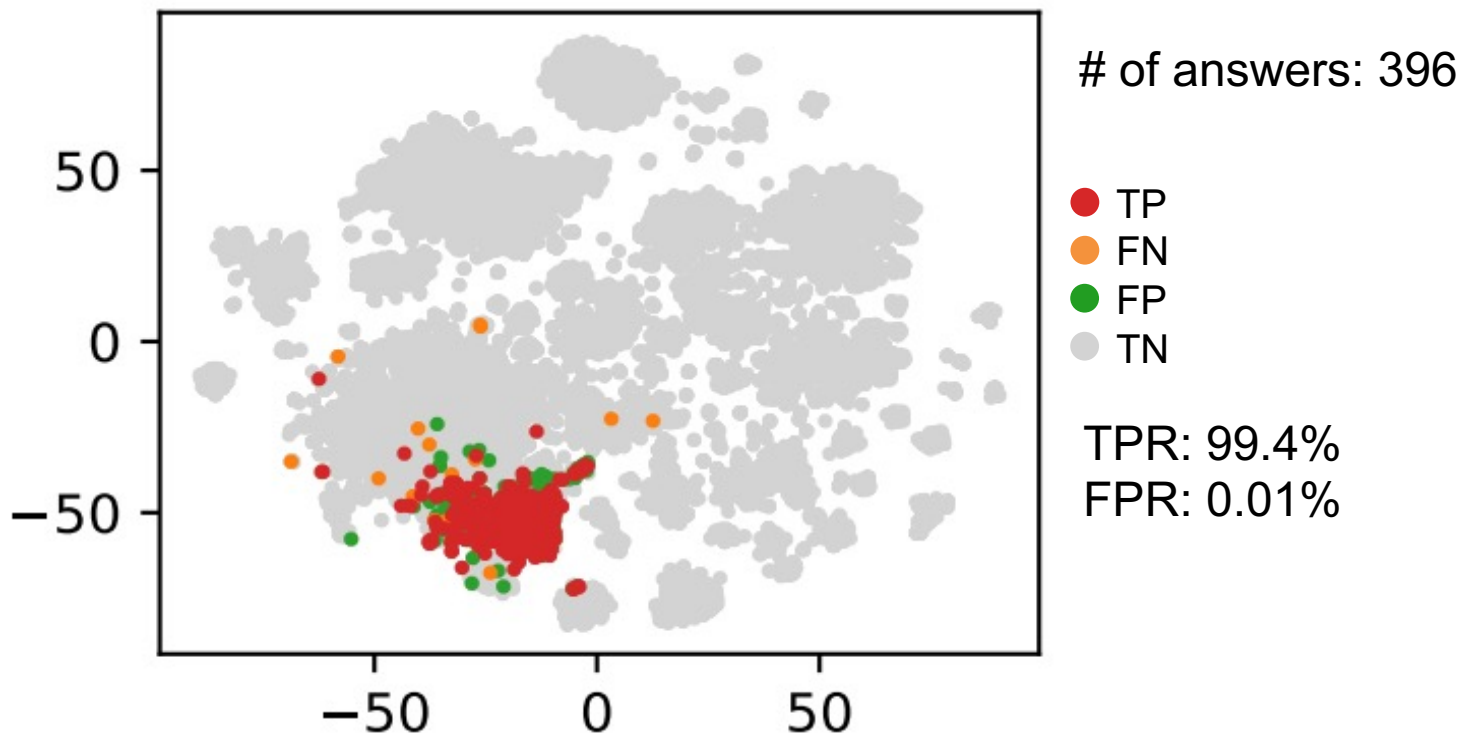 # of answers: 396
50
0
−50
−50
0
50
TP
FN
FP
TN
TPR: 99.4%
FPR: 0.01%